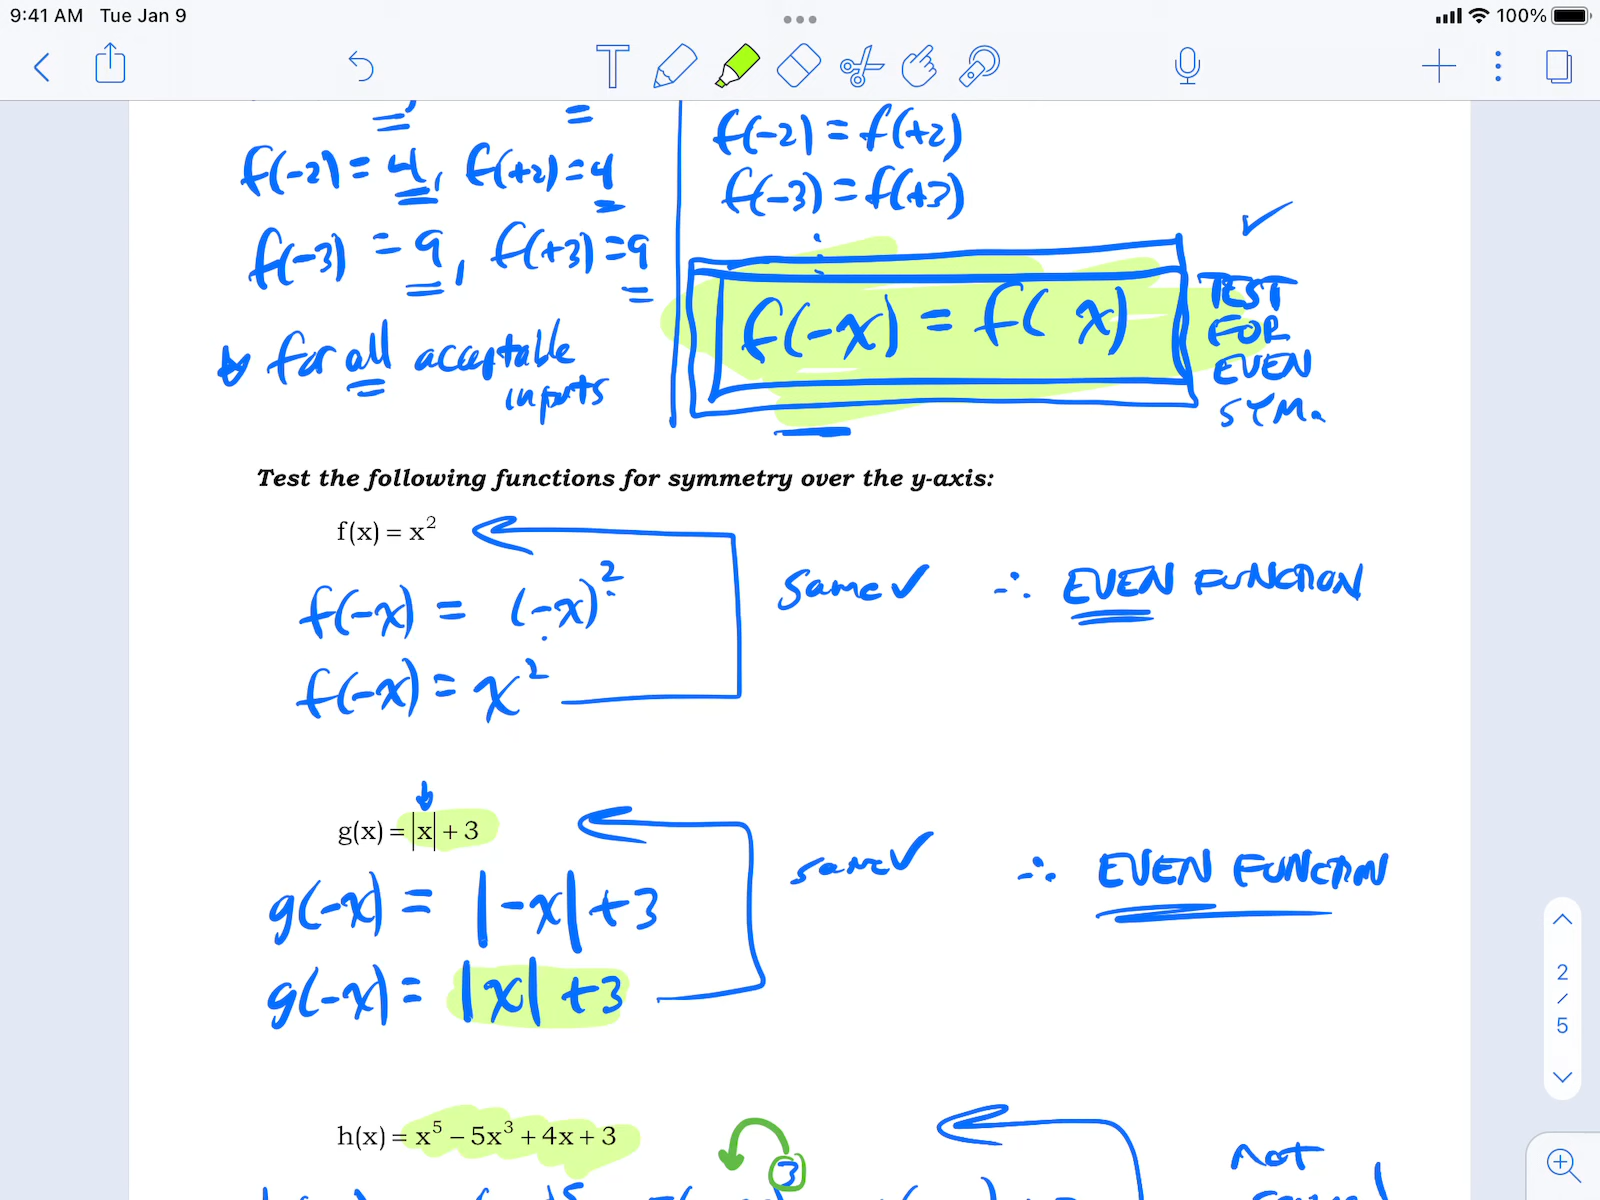 9:41 AM Tue Jan 9
100%
f(-2) = 4, f(+2) = 4
f(-3) = 9, f(+3) = 9
for all acceptable
inputs
f(-2) = f(+2)
f(-3) = f(+3)
f(-x) = f( x)
TEST
FOR
EVEN
SYM.
Test the following functions for symmetry over the y-axis:
f(x) = x²
f(-x) = (-x)²
f(-x) = x²
same ✓ ∴ EVEN FUNCTION
g(x) = |x| + 3
g(-x) = |-x| + 3
g(-x) = |x| + 3
same ✓ ∴ EVEN FUNCTION
h(x) = x⁵ – 5x³ + 4x + 3
3
Not
2
/
5